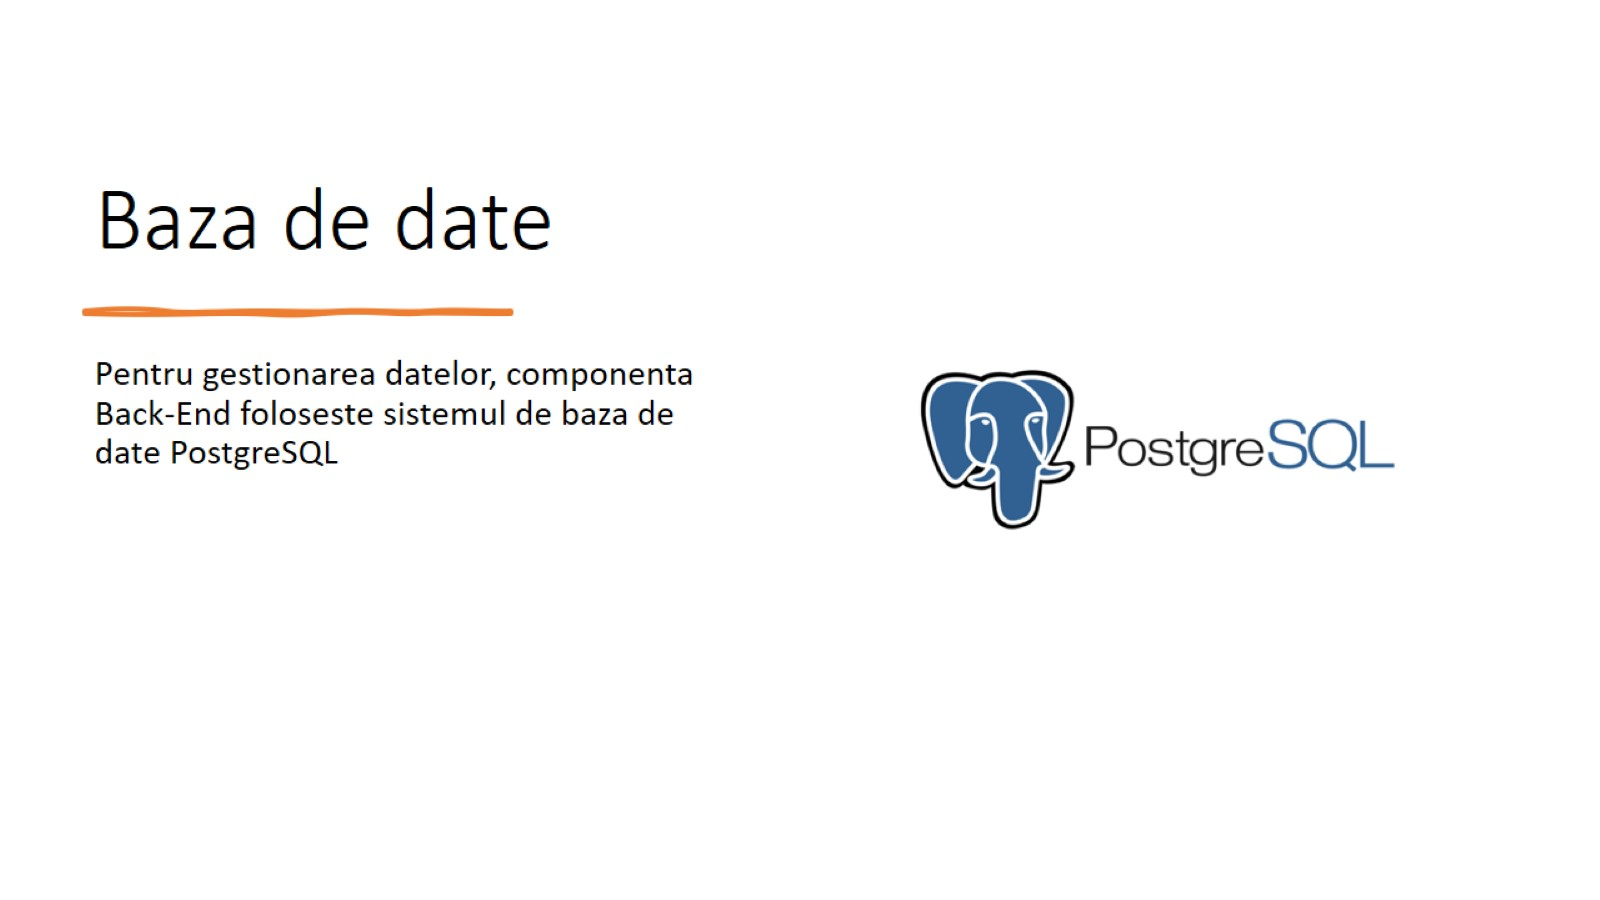 Baza de date
Pentru gestionarea datelor, componenta
Back-End foloseste sistemul de baza de
date PostgreSQL
PostgreSQL